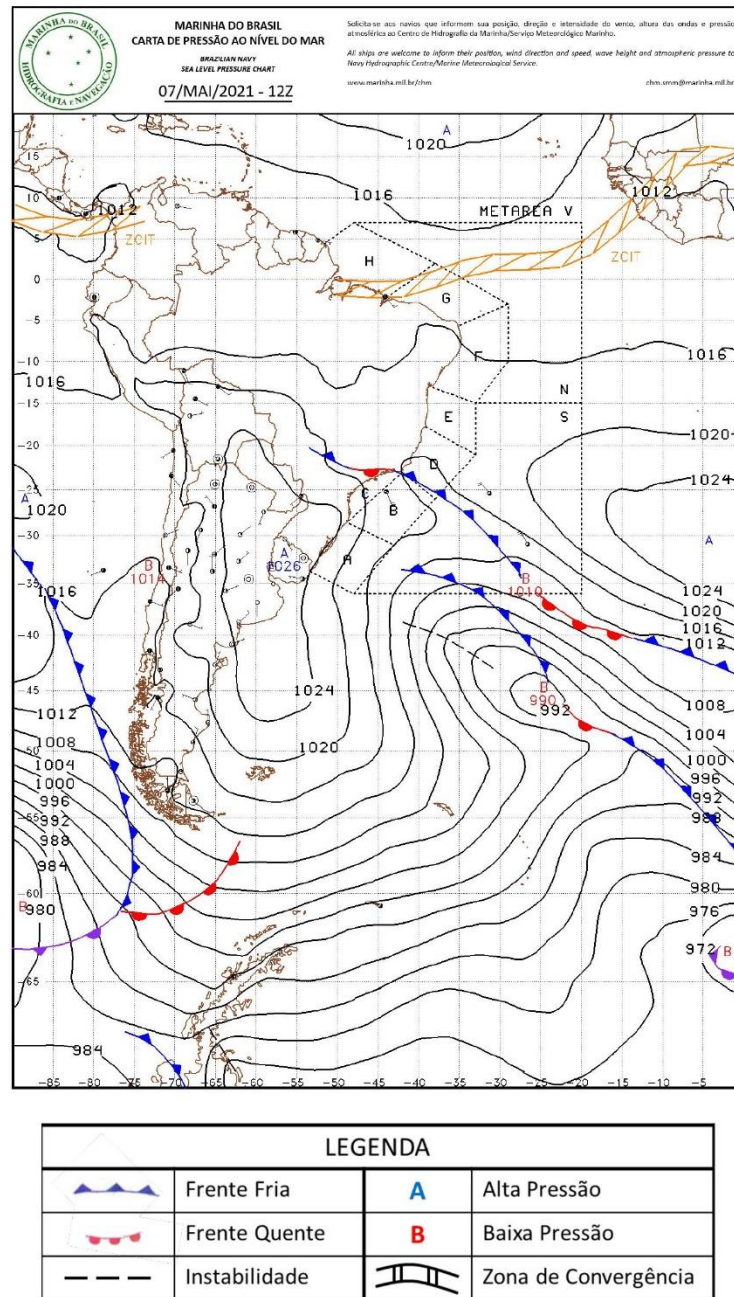 MARINHA DO BRASIL
HIDROGRAFIA e NAVEGAÇÃO
MARINHA DO BRASIL
CARTA DE PRESSÃO AO NÍVEL DO MAR
BRAZILIAN NAVY
SEA LEVEL PRESSURE CHART
07/MAI/2021 - 12Z
Solicita-se aos navios que informem sua posição, direção e intensidade do vento, altura das ondas e pressão
atmosférica ao Centro de Hidrografia da Marinha/Serviço Meteorológico Marinho.
All ships are welcome to inform their position, wind direction and speed, wave height and atmospheric pressure to
Navy Hydrographic Centre/Marine Meteorological Service.
www.marinha.mil.br/chm
chm.smm@marinha.mil.br
A
1020
15
1016
1012
10
1012
METAREA V
5
ZCIT
ZCIT
H
0
G
-5
F
1016
-10
1016
N
-15
E
S
1020
-20
D
1024
A
C
-25
1020
B
A
-30
A
A
1026
B
1014
B
1010
-35
1016
1024
1020
1016
1012
-40
1024
B
990
-45
992
1012
1008
1020
1008
1004
-50
1004
1000
1000
996
996
992
992
-55
988
988
984
984
-60
980
B
980
976
972
B
-65
984
-85 -80 -75 -70 -65 -60 -55 -50 -45 -40 -35 -30 -25 -20 -15 -10 -5
LEGENDA
Frente Fria A Alta Pressão
Frente Quente B Baixa Pressão
Instabilidade Zona de Convergência